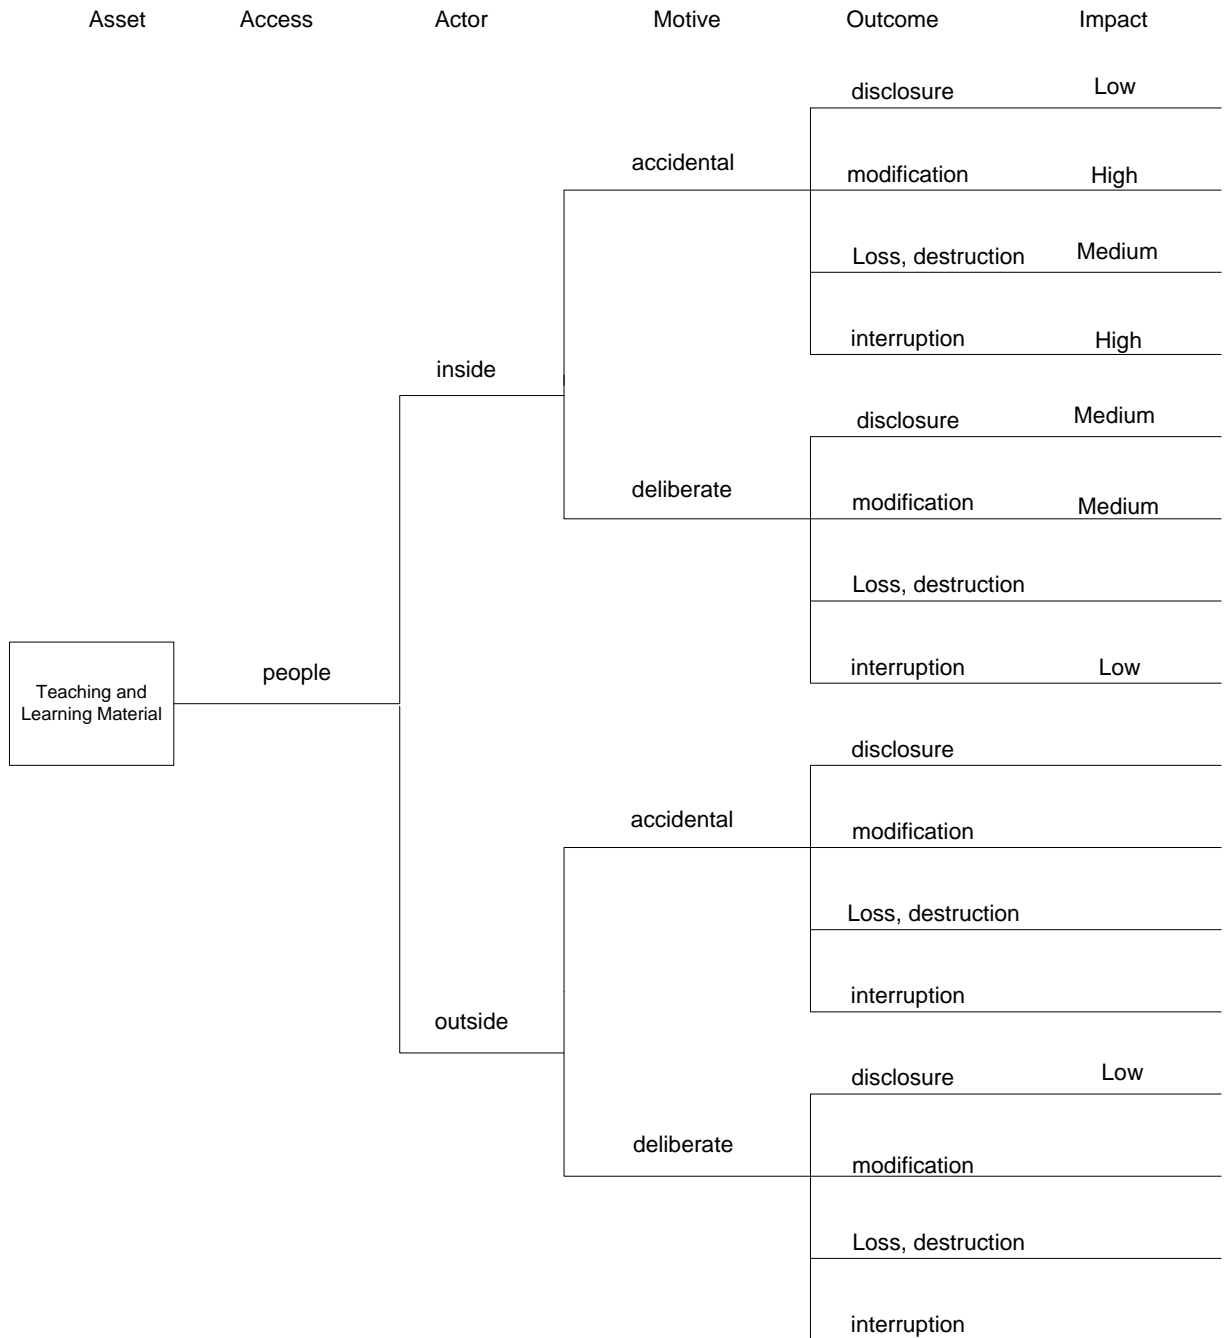 Asset Access Actor Motive Outcome Impact
disclosure Low
accidental
modification High
Loss, destruction Medium
interruption High
inside
disclosure Medium
deliberate
modification Medium
Loss, destruction
interruption Low
people
Teaching and
Learning Material
disclosure
accidental
modification
Loss, destruction
interruption
outside
disclosure Low
deliberate
modification
Loss, destruction
interruption